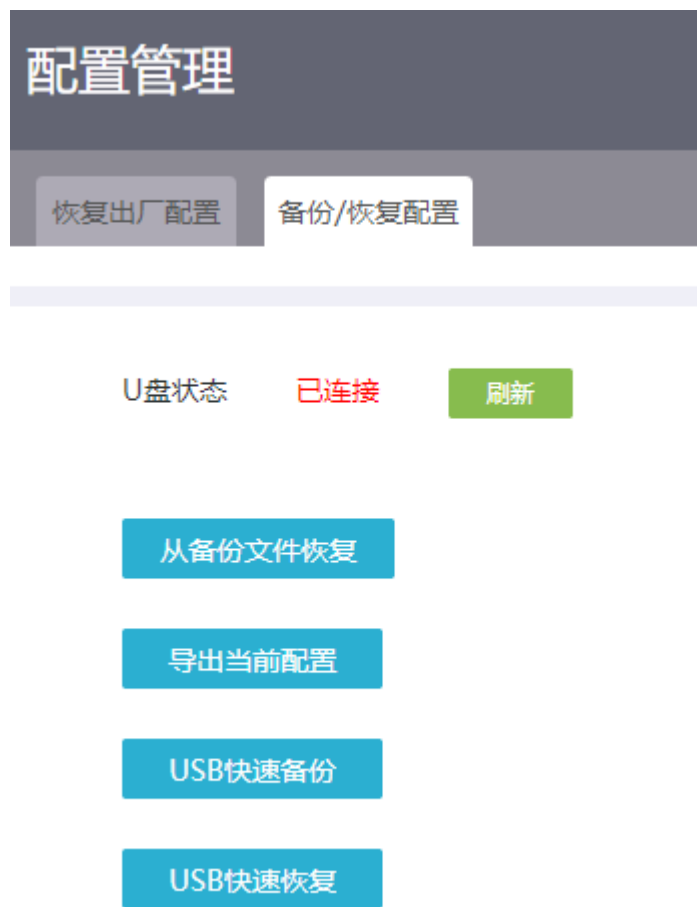 配置管理
恢复出厂配置 备份/恢复配置
U盘状态 已连接 刷新
从备份文件恢复
导出当前配置
USB快速备份
USB快速恢复